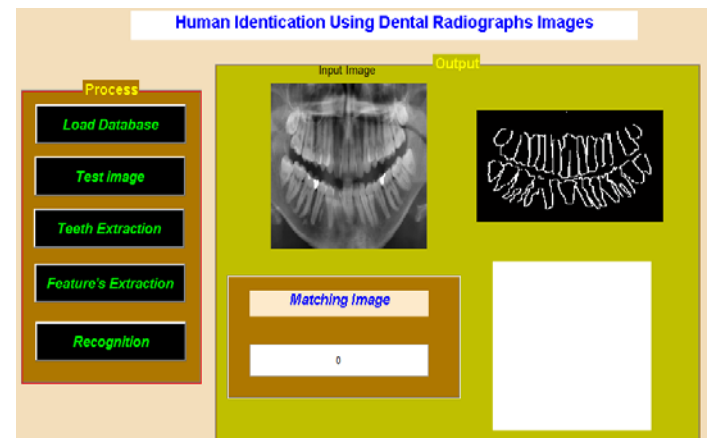 Human Identication Using Dental Radiographs Images
Process
Load Database
Test Image
Teeth Extraction
Feature's Extraction
Recognition
Output
Input Image
Matching Image
0